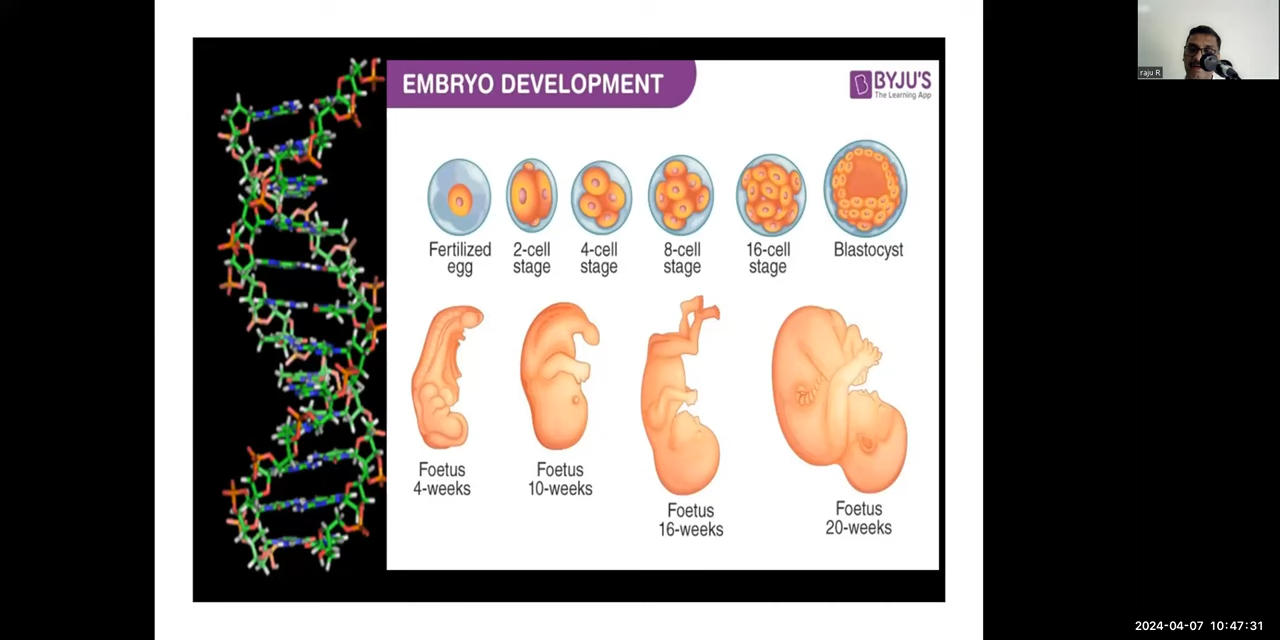 EMBRYO DEVELOPMENT
BYJU'S
The Learning App
raju R
Fertilized
egg
2-cell
stage
4-cell
stage
8-cell
stage
16-cell
stage
Blastocyst
Foetus
4-weeks
Foetus
10-weeks
Foetus
16-weeks
Foetus
20-weeks
2024-04-07 10:47:31